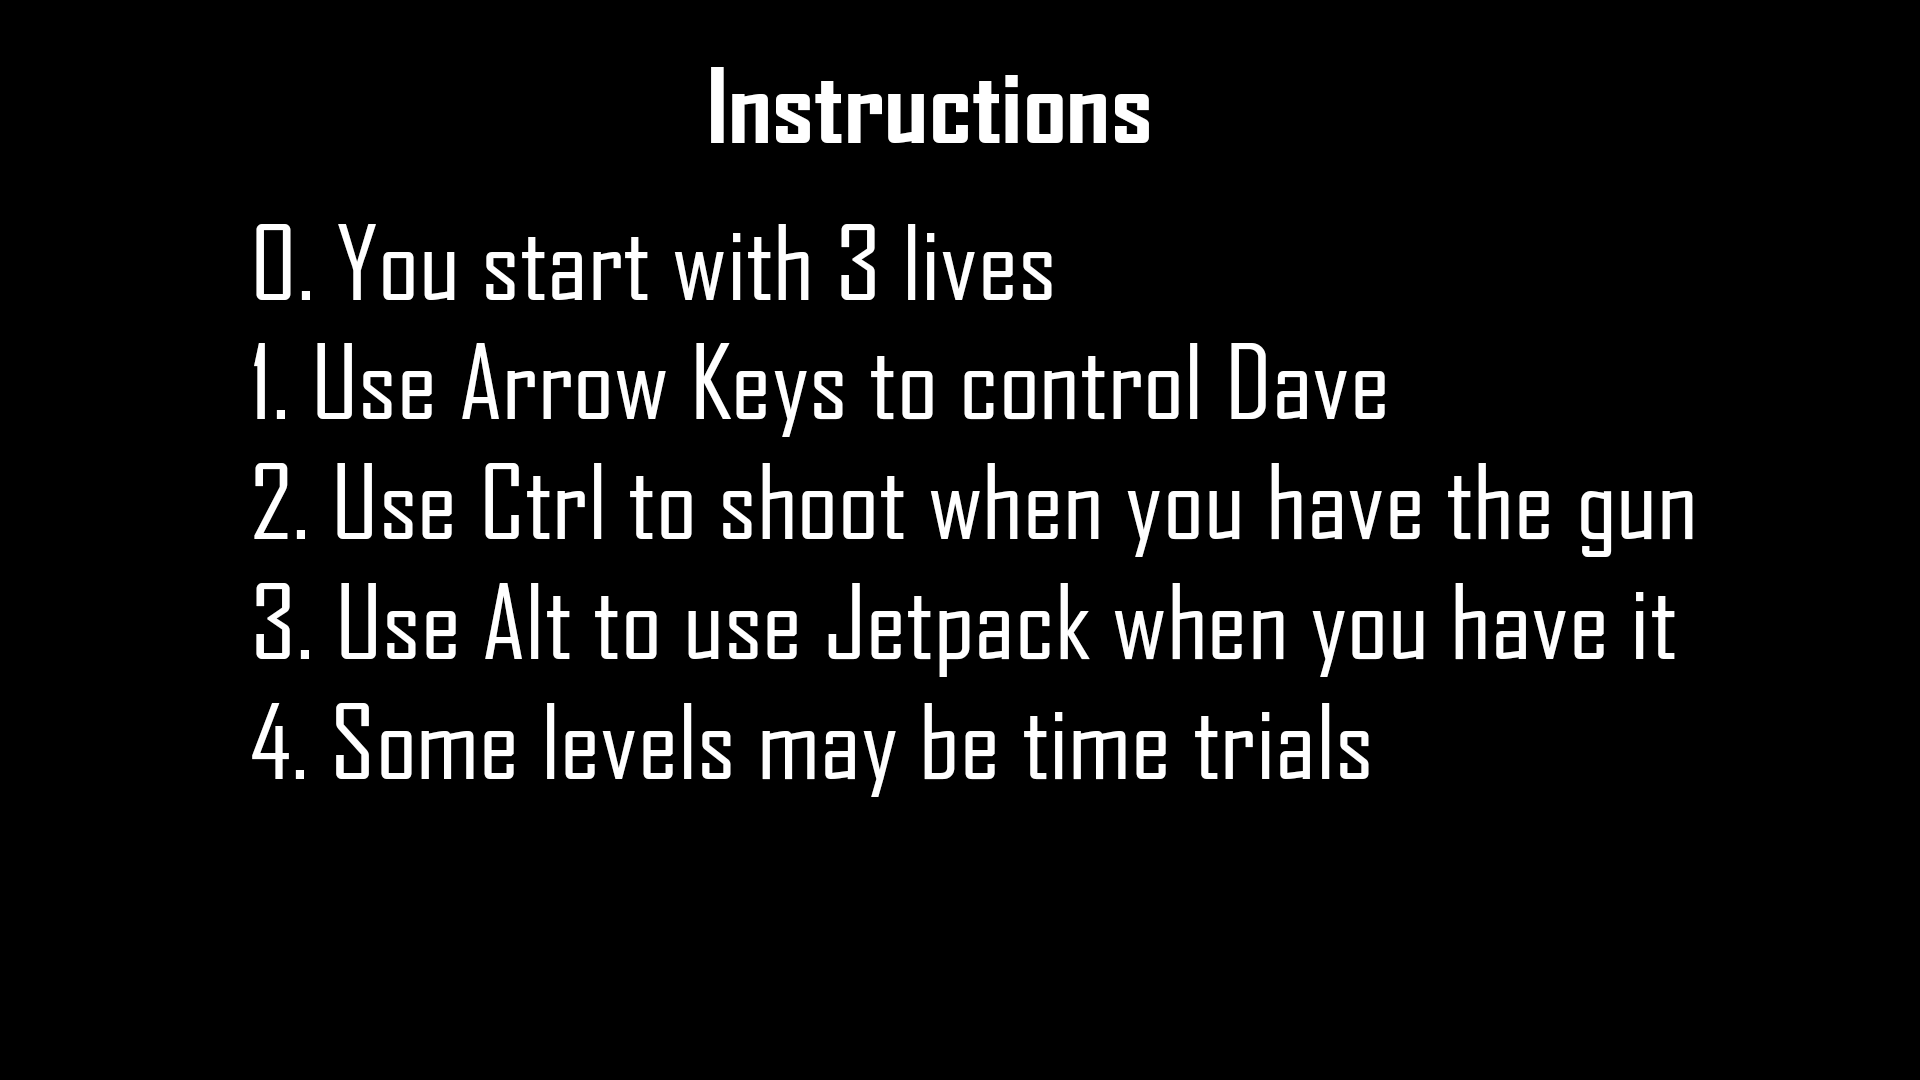 Instructions
0. You start with 3 lives
1. Use Arrow Keys to control Dave
2. Use Ctrl to shoot when you have the gun
3. Use Alt to use Jetpack when you have it
4. Some levels may be time trials